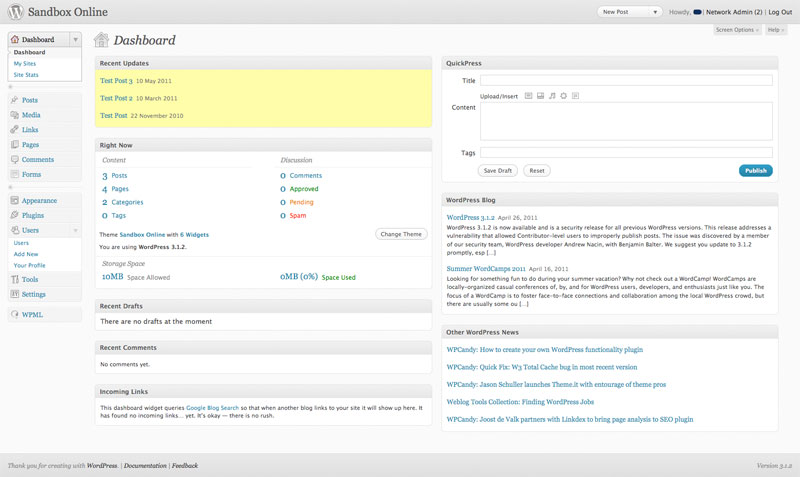 Sandbox Online
New Post
Howdy, | Network Admin (2) | Log Out
Screen Options
Help
Dashboard
Dashboard
My Sites
Site Stats
Posts
Media
Links
Pages
Comments
Forms
Appearance
Plugins
Users
Users
Add New
Your Profile
Tools
Settings
WPML
Dashboard
Recent Updates
Test Post 3 10 May 2011
Test Post 2 10 March 2011
Test Post 22 November 2010
Right Now
Content
3 Posts
4 Pages
2 Categories
0 Tags
Discussion
0 Comments
0 Approved
0 Pending
0 Spam
Theme Sandbox Online with 6 Widgets
Change Theme
You are using WordPress 3.1.2.
Storage Space
10MB Space Allowed
0MB (0%) Space Used
Recent Drafts
There are no drafts at the moment
Recent Comments
No comments yet.
Incoming Links
This dashboard widget queries Google Blog Search so that when another blog links to your site it will show up here. It
has found no incoming links… yet. It's okay — there is no rush.
QuickPress
Title
Upload/Insert
Content
Tags
Save Draft
Reset
Publish
WordPress Blog
WordPress 3.1.2 April 26, 2011
WordPress 3.1.2 is now available and is a security release for all previous WordPress versions. This release addresses a
vulnerability that allowed Contributor-level users to improperly publish posts. The issue was discovered by a member
of our security team, WordPress developer Andrew Nacin, with Benjamin Balter. We suggest you update to 3.1.2
promptly, esp […]
Summer WordCamps 2011 April 16, 2011
Looking for something fun to do during your summer vacation? Why not check out a WordCamp! WordCamps are
locally-organized casual conferences of, by, and for WordPress users, developers, and enthusiasts just like you. The
focus of a WordCamp is to foster face-to-face connections and collaboration among the local WordPress crowd, but
there are usually some ou […]
Other WordPress News
WPCandy: How to create your own WordPress functionality plugin
WPCandy: Quick Fix: W3 Total Cache bug in most recent version
WPCandy: Jason Schuller launches Theme.it with entourage of theme pros
Weblog Tools Collection: Finding WordPress Jobs
WPCandy: Joost de Valk partners with Linkdex to bring page analysis to SEO plugin
Thank you for creating with WordPress. | Documentation | Feedback
Version 3.1.2